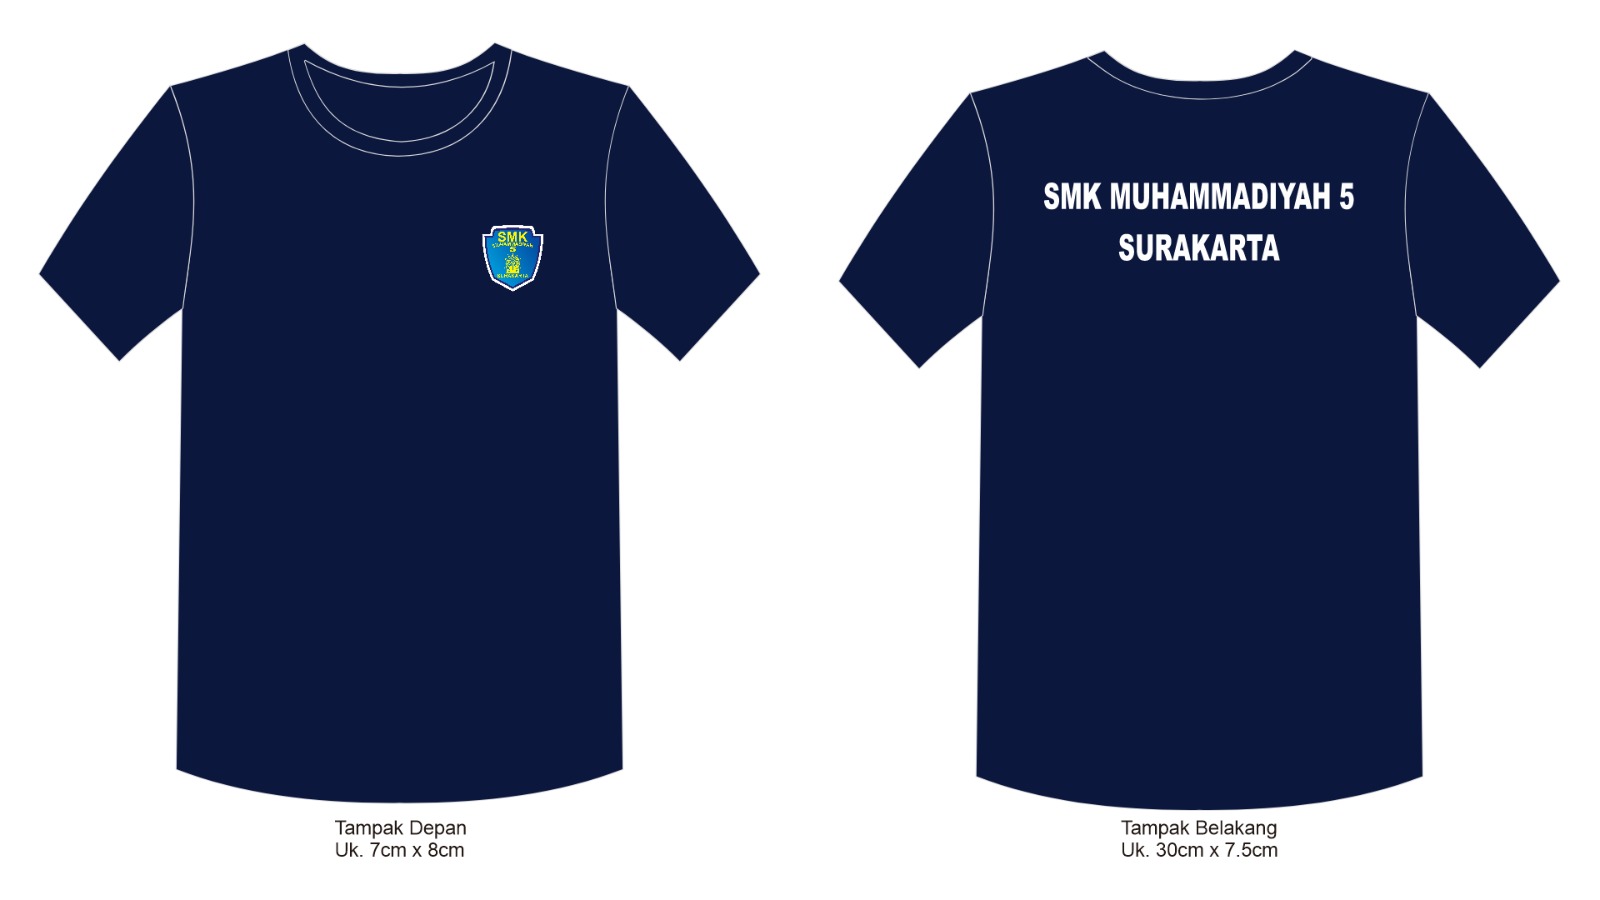 SMK
MUHAMMADIYAH
5
SURAKARTA
SMK MUHAMMADIYAH 5
SURAKARTA
Tampak Depan
Uk. 7cm x 8cm
Tampak Belakang
Uk. 30cm x 7.5cm